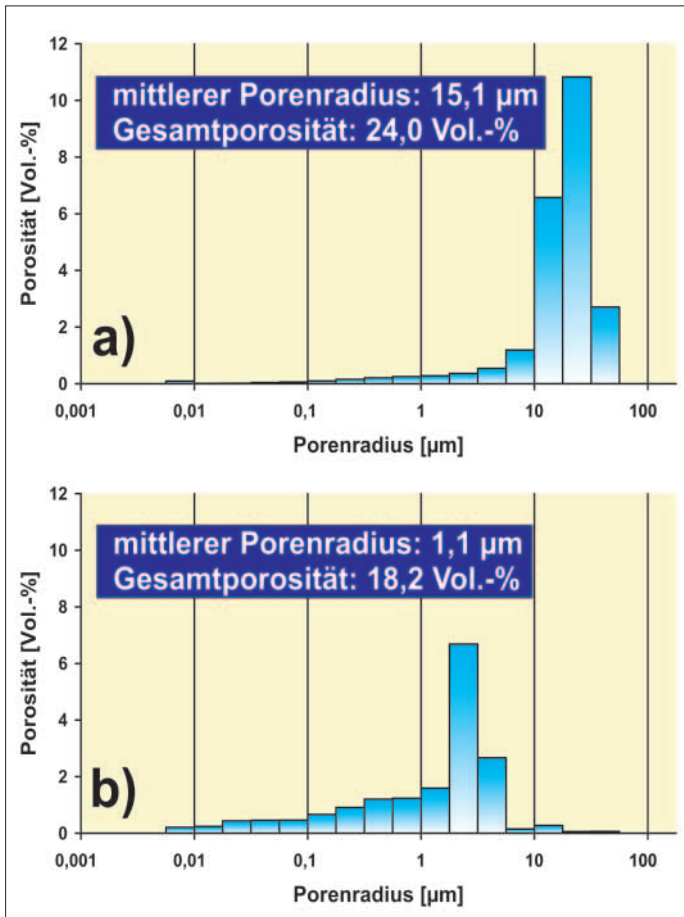 12
10
8
6
4
2
0
Porosität [Vol.-%]
mittlerer Porenradius: 15,1 µm
Gesamtporosität: 24,0 Vol.-%
a)
0,001 0,01 0,1 1 10 100
Porenradius [µm]
12
10
8
6
4
2
0
Porosität [Vol.-%]
mittlerer Porenradius: 1,1 µm
Gesamtporosität: 18,2 Vol.-%
b)
0,001 0,01 0,1 1 10 100
Porenradius [µm]